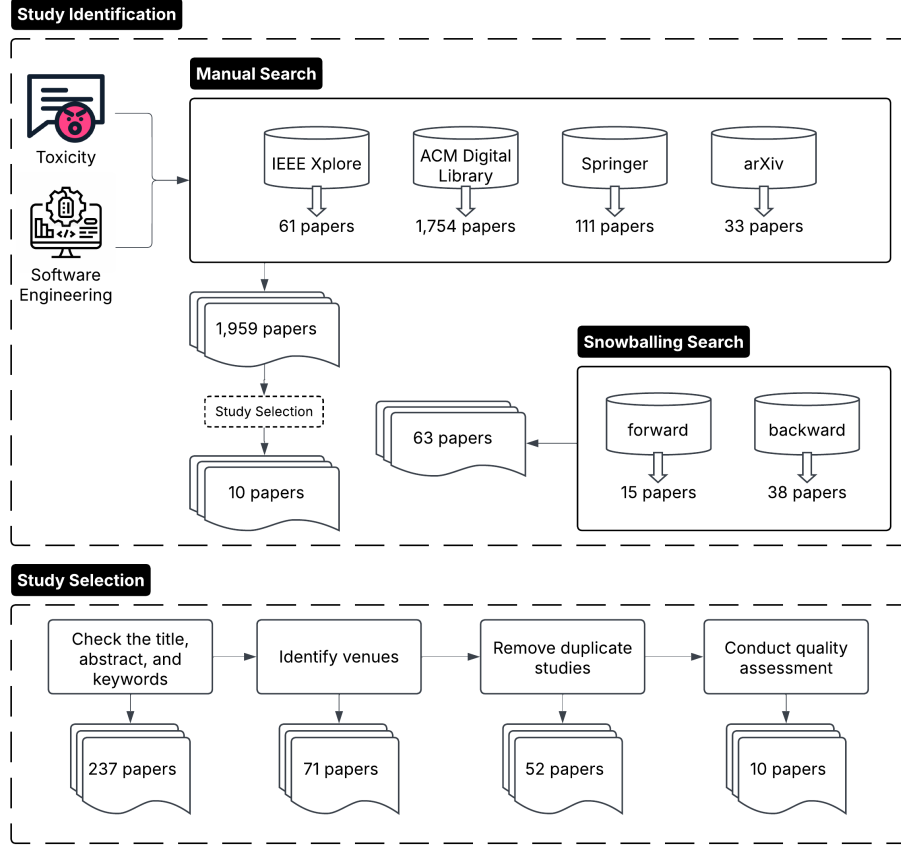 Study Identification
Manual Search
Toxicity
Software
Engineering
IEEE Xplore
61 papers
ACM Digital
Library
1,754 papers
Springer
111 papers
arXiv
33 papers
1,959 papers
Study Selection
10 papers
Snowballing Search
forward
15 papers
backward
38 papers
63 papers
Study Selection
Check the title,
abstract, and
keywords
237 papers
Identify venues
71 papers
Remove duplicate
studies
52 papers
Conduct quality
assessment
10 papers